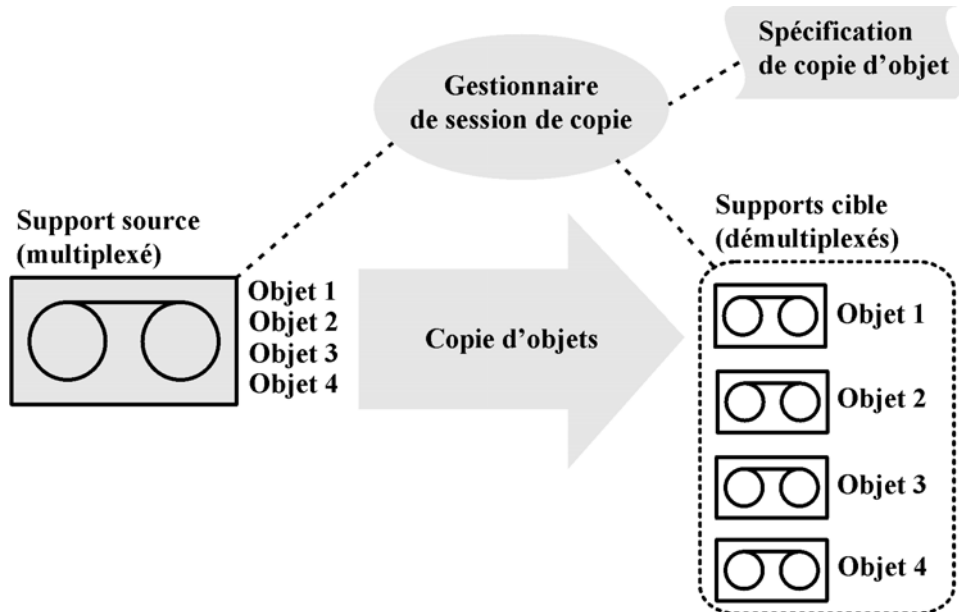 Spécification
de copie d'objet
Gestionnaire
de session de copie
Support source
(multiplexé)
Objet 1
Objet 2
Objet 3
Objet 4
Copie d'objets
Supports cible
(démultiplexés)
Objet 1
Objet 2
Objet 3
Objet 4